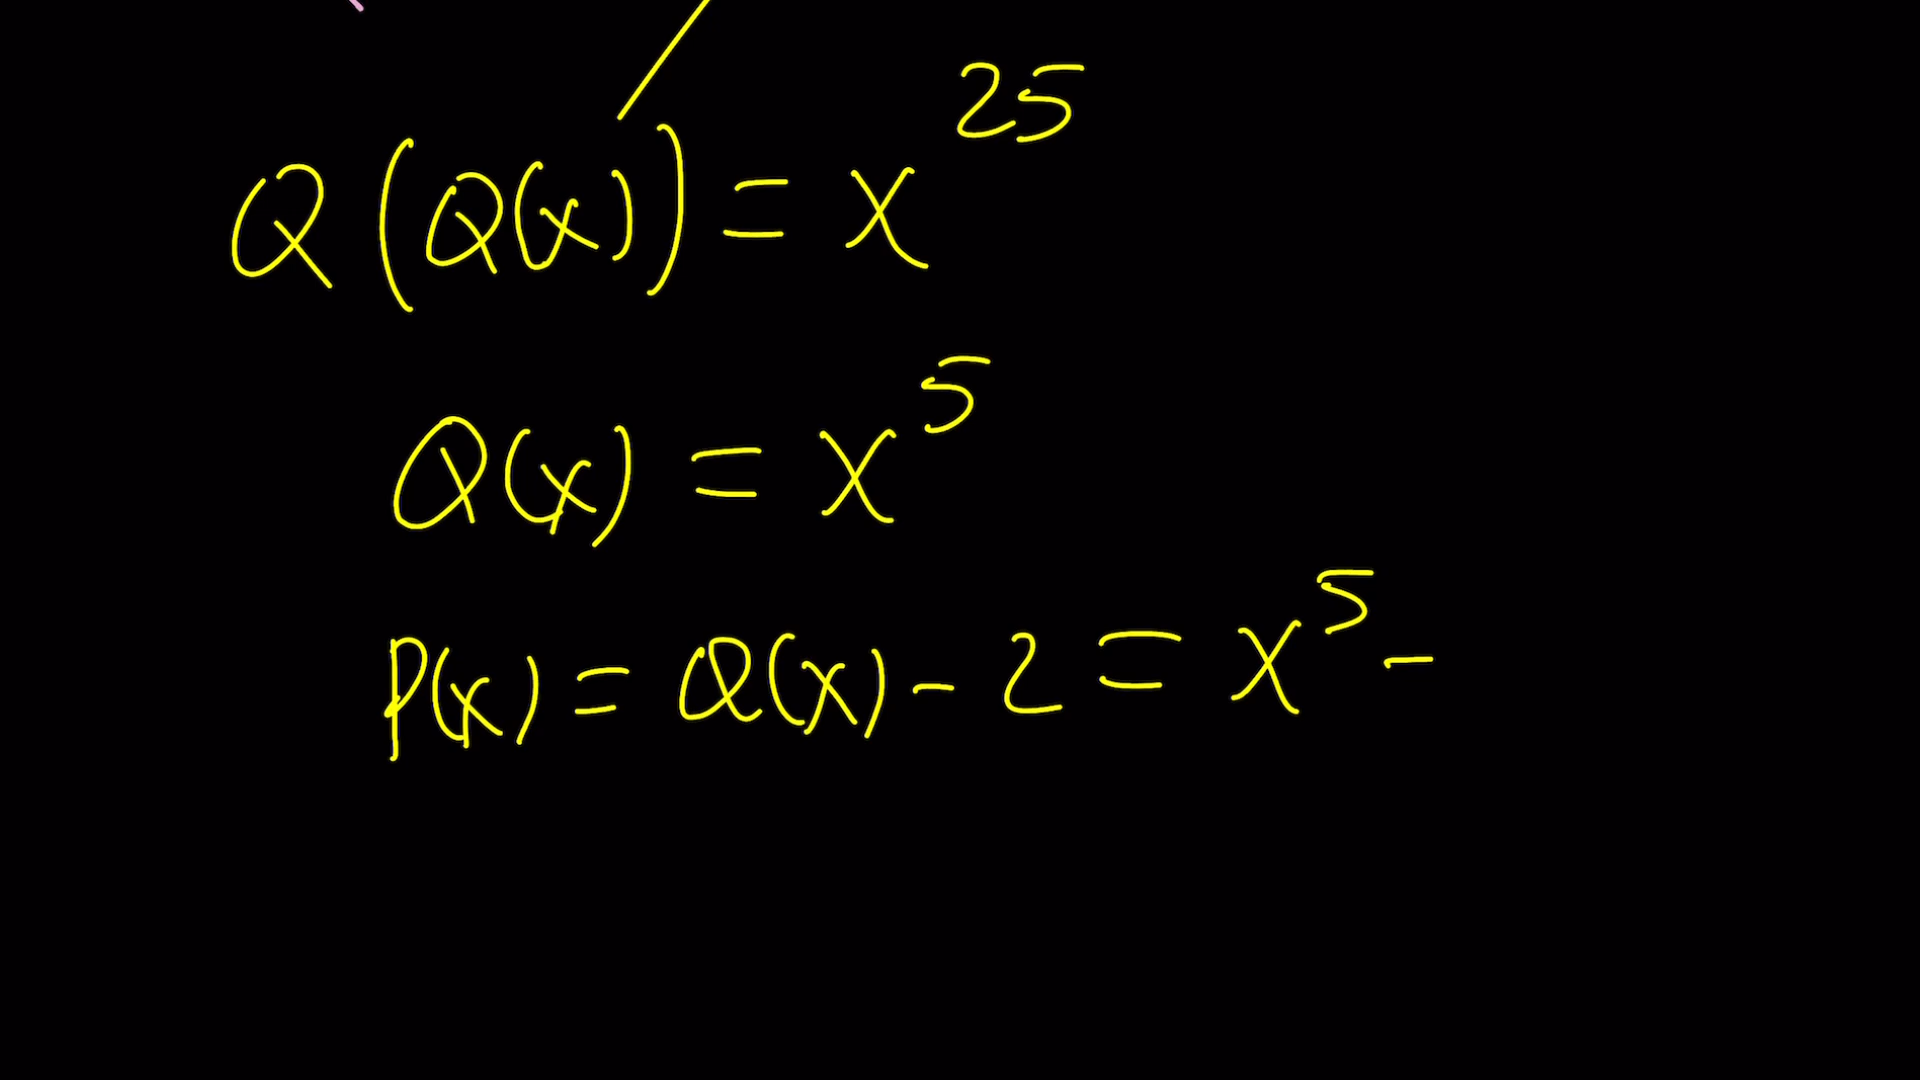 Q(Q(x)) = x^25
Q(x) = x^5
P(x) = Q(x) - 2 = x^5 -